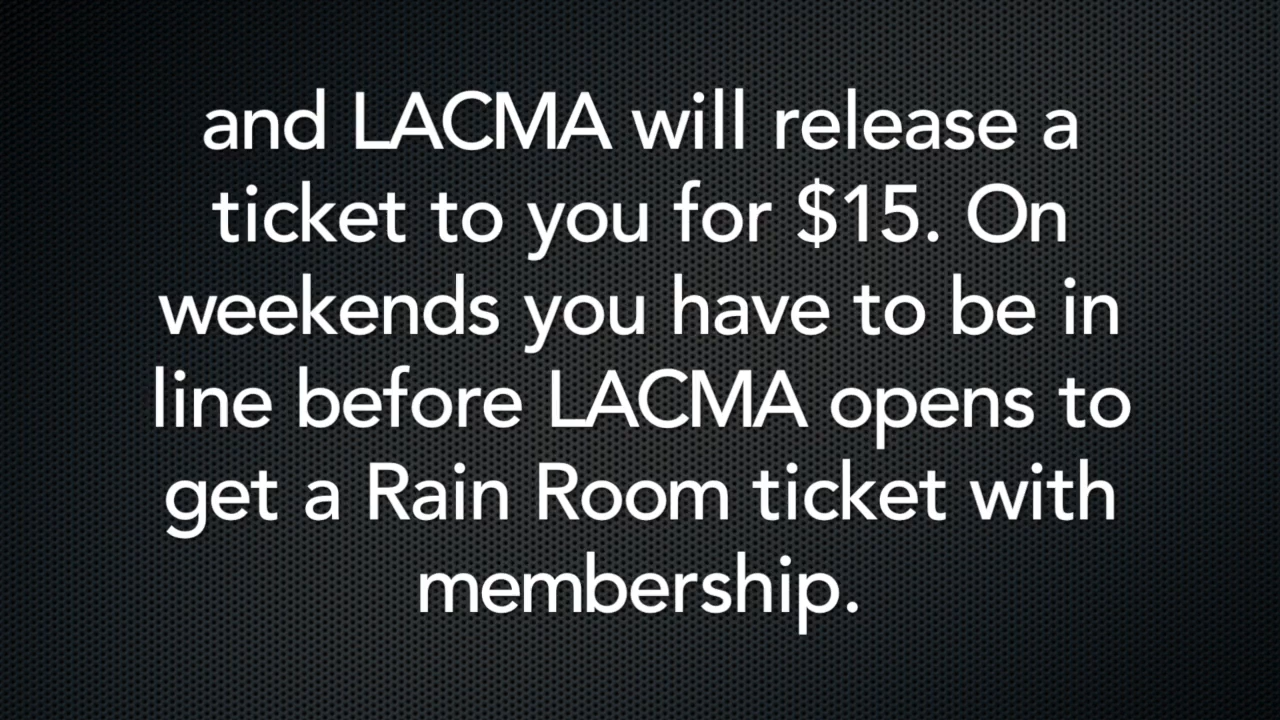 and LACMA will release a
ticket to you for $15. On
weekends you have to be in
line before LACMA opens to
get a Rain Room ticket with
membership.